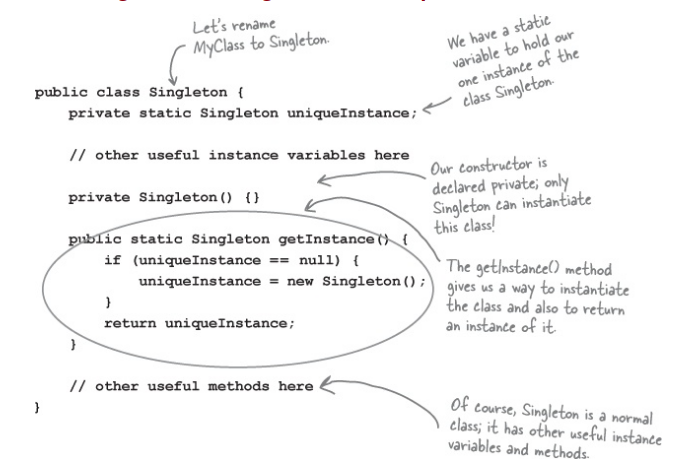 Let's rename
MyClass to Singleton.
We have a static
variable to hold our
one instance of the
class Singleton.
public class Singleton {
    private static Singleton uniqueInstance;
    // other useful instance variables here
Our constructor is
declared private; only
Singleton can instantiate
this class!
    private Singleton() {}
    public static Singleton getInstance() {
        if (uniqueInstance == null) {
            uniqueInstance = new Singleton();
        }
        return uniqueInstance;
    }
The getInstance() method
gives us a way to instantiate
the class and also to return
an instance of it.
    // other useful methods here
}
Of course, Singleton is a normal
class; it has other useful instance
variables and methods.